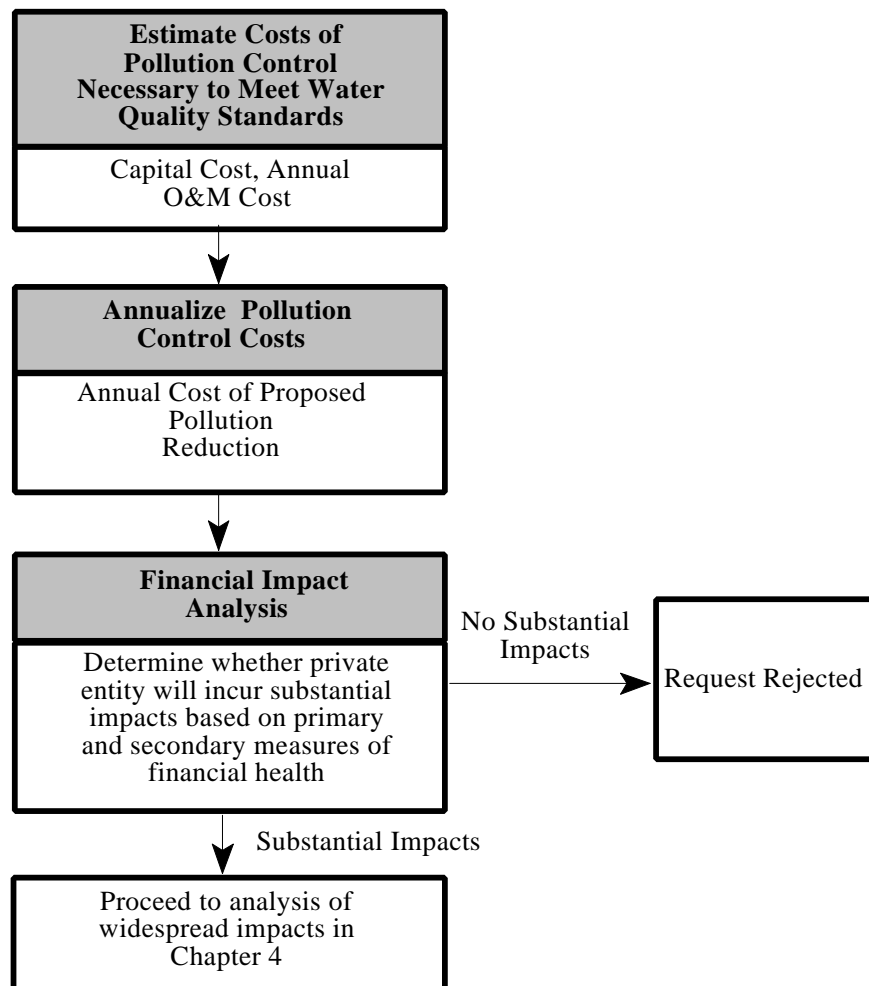 Estimate Costs of
Pollution Control
Necessary to Meet Water
Quality Standards
Capital Cost, Annual
O&M Cost
Annualize Pollution
Control Costs
Annual Cost of Proposed
Pollution
Reduction
Financial Impact
Analysis
Determine whether private
entity will incur substantial
impacts based on primary
and secondary measures of
financial health
No Substantial
Impacts
Request Rejected
Substantial Impacts
Proceed to analysis of
widespread impacts in
Chapter 4